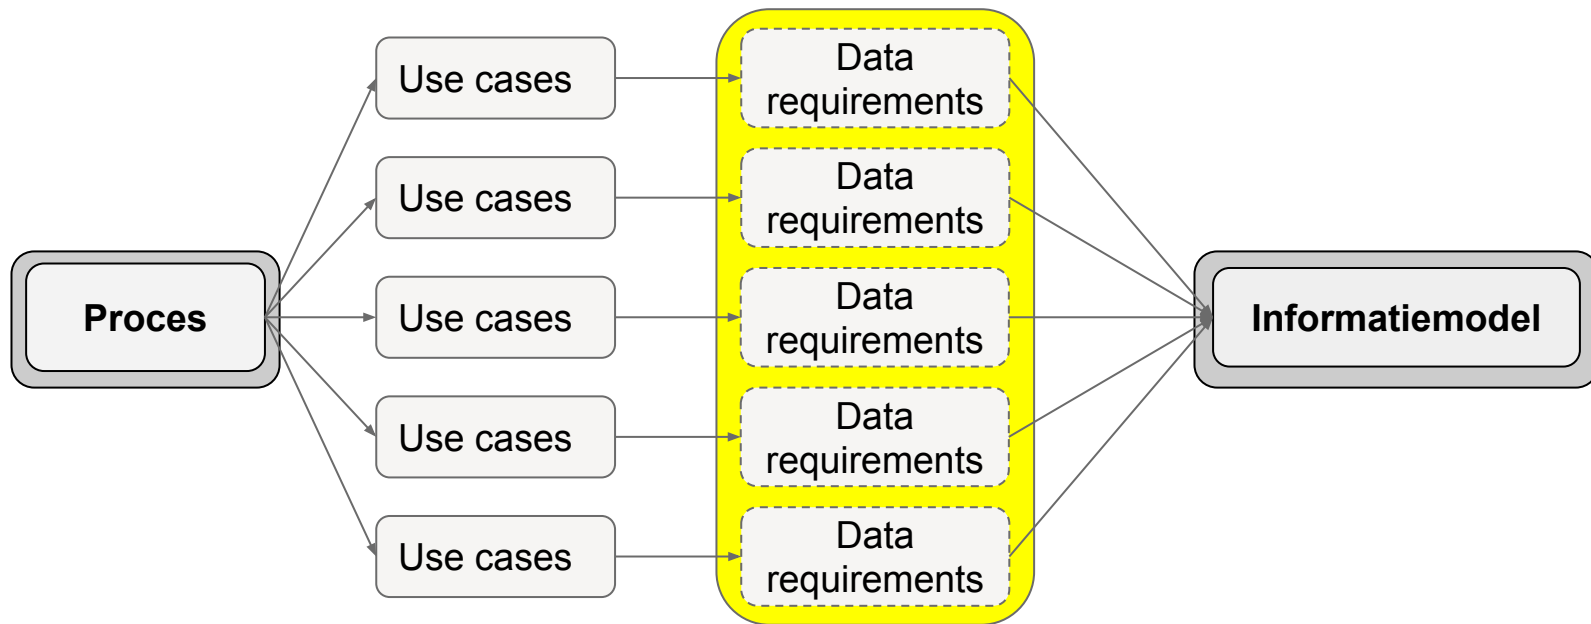 Use cases
Data
requirements
Use cases
Data
requirements
Proces
Use cases
Data
requirements
Informatiemodel
Use cases
Data
requirements
Use cases
Data
requirements